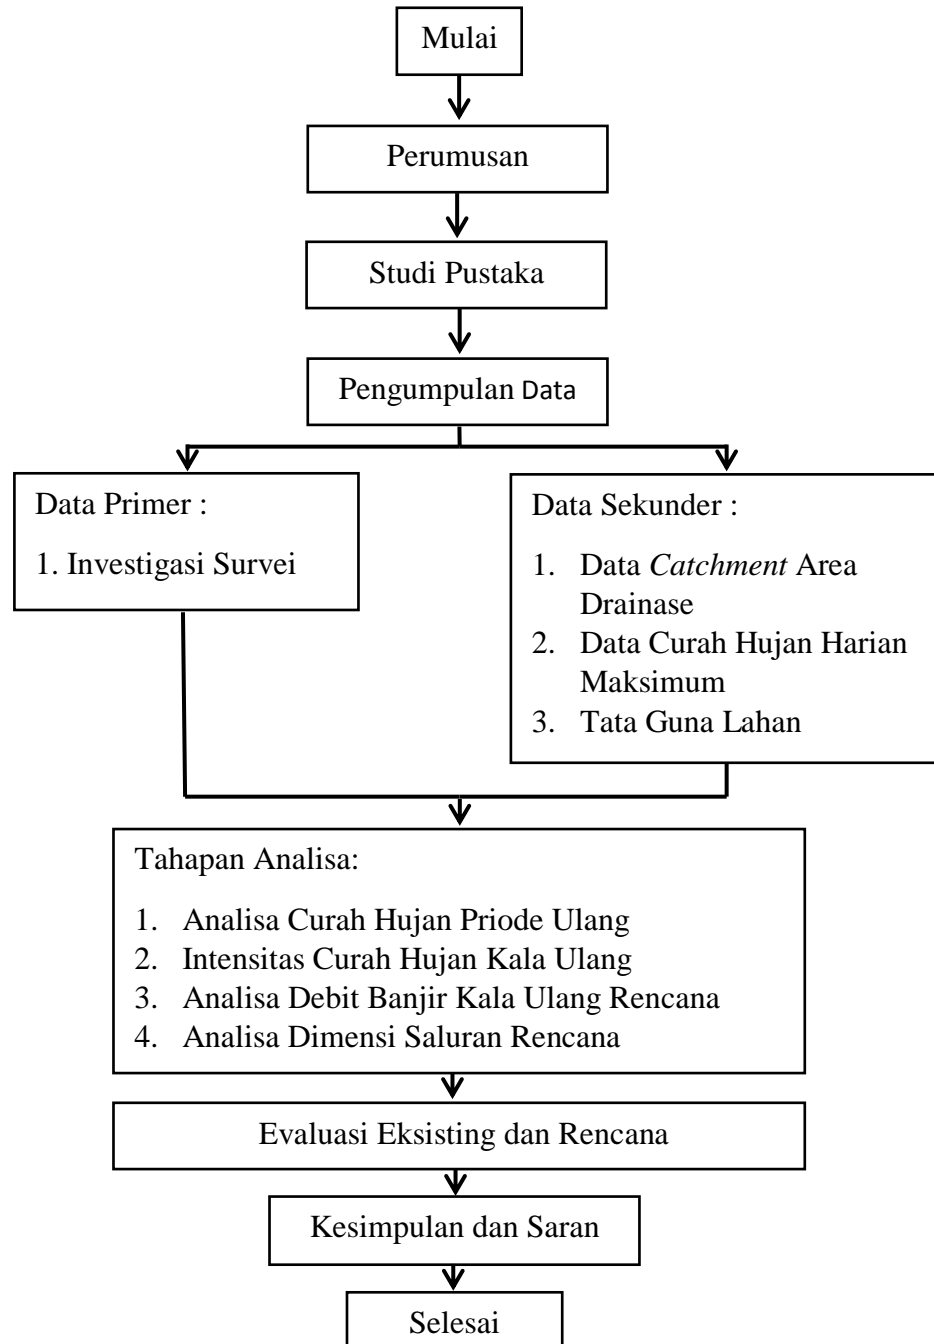 Mulai
Perumusan
Studi Pustaka
Pengumpulan Data
Data Primer :
1. Investigasi Survei
Data Sekunder :
1. Data Catchment Area
Drainase
2. Data Curah Hujan Harian
Maksimum
3. Tata Guna Lahan
Tahapan Analisa:
1. Analisa Curah Hujan Priode Ulang
2. Intensitas Curah Hujan Kala Ulang
3. Analisa Debit Banjir Kala Ulang Rencana
4. Analisa Dimensi Saluran Rencana
Evaluasi Eksisting dan Rencana
Kesimpulan dan Saran
Selesai